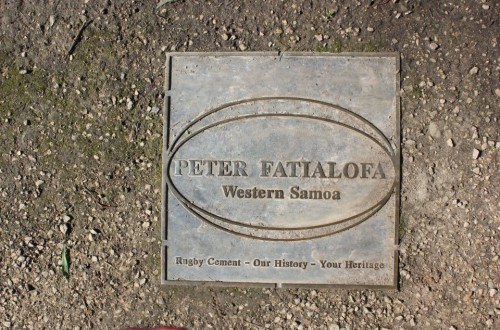 PETER FATIALOFA
Western Samoa
Rugby Cement - Our History - Your Heritage